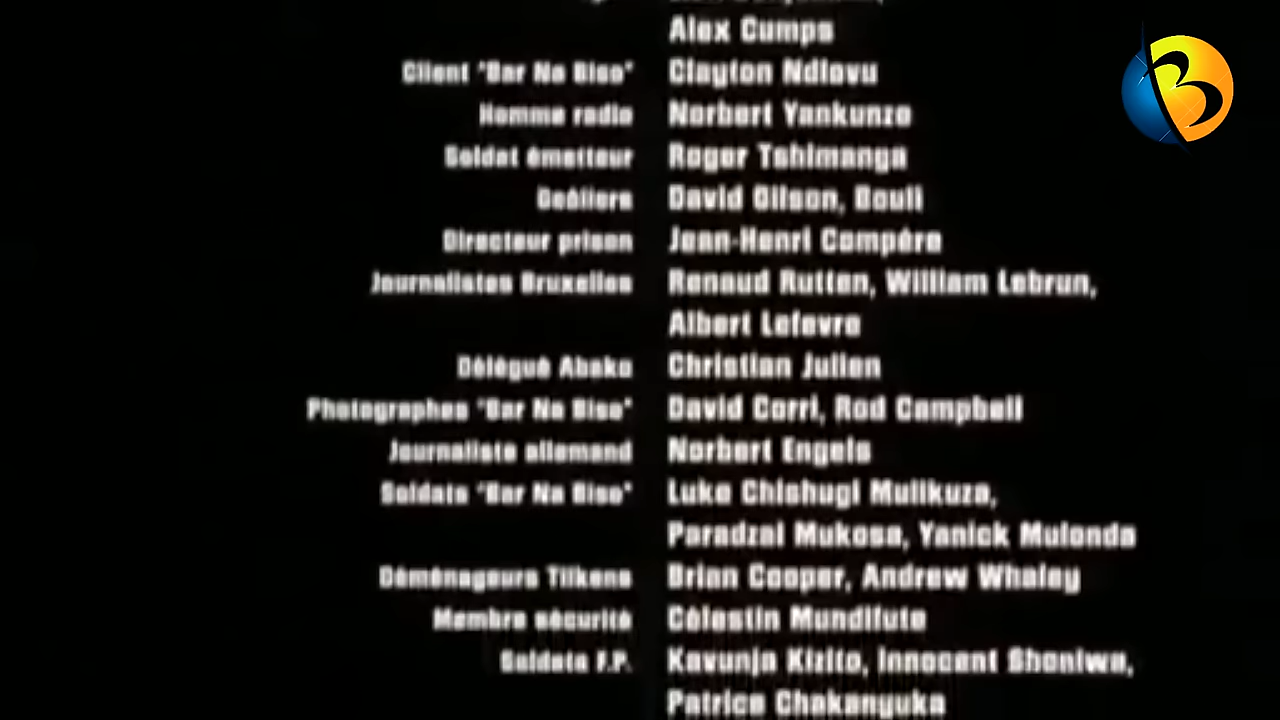 Alex Cumps
Client "Bar Na Biso" Clayton Ndlovu
Homme radio Norbert Yankunze
Soldat émetteur Roger Tshimanga
Geôliers David Gilson, Bouli
Directeur prison Jean-Henri Compère
Journalistes Bruxelles Renaud Rutten, William Lebrun,
Albert Lefevre
Délégué Abako Christian Julien
Photographes "Bar Na Biso" David Corri, Rod Campbell
Journaliste allemand Norbert Engels
Soldats "Bar Na Biso" Luke Chishugi Mulikuza,
Paradzai Mukosa, Yanick Mulonda
Déménageurs Tilkens Brian Cooper, Andrew Whaley
Membre sécurité Célestin Mundifute
Soldats F.P. Kavunja Kizito, Innocent Shoniwa,
Patrice Chakanyuka